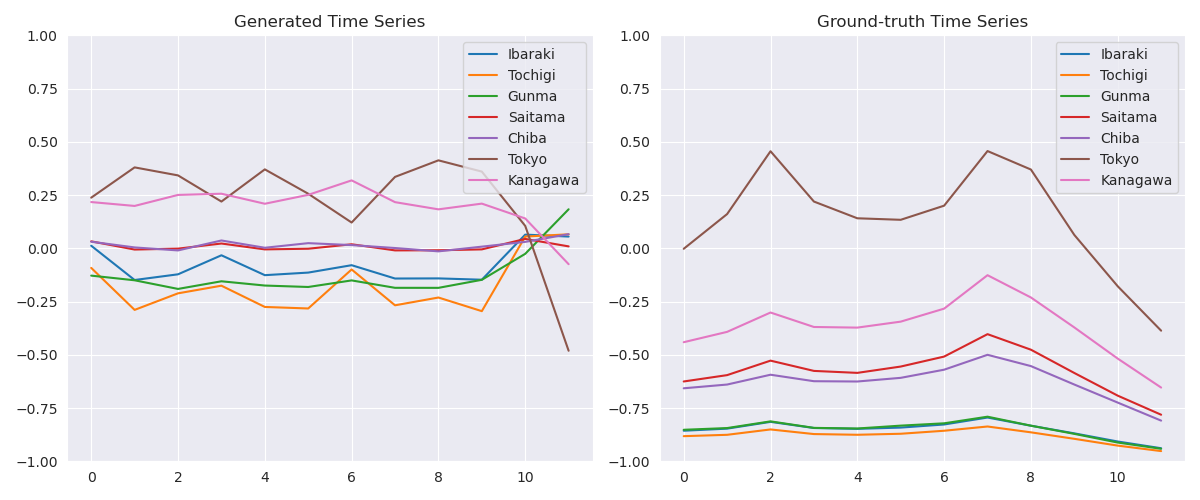 Generated Time Series
1.00
0.75
0.50
0.25
0.00
−0.25
−0.50
−0.75
−1.00
0 2 4 6 8 10
Ibaraki
Tochigi
Gunma
Saitama
Chiba
Tokyo
Kanagawa
Ground-truth Time Series
1.00
0.75
0.50
0.25
0.00
−0.25
−0.50
−0.75
−1.00
0 2 4 6 8 10
Ibaraki
Tochigi
Gunma
Saitama
Chiba
Tokyo
Kanagawa